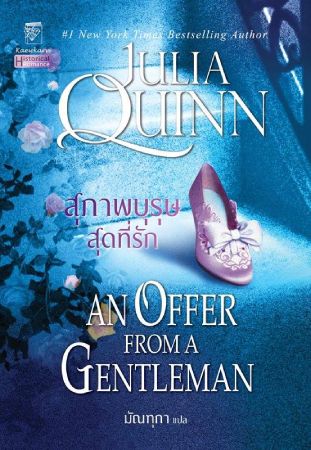 Kaewkarn
Historical
Romance
#1 New York Times Bestselling Author
JULIA
QUINN
สุภาพบุรุษ
สุดที่รัก
AN OFFER
FROM A
GENTLEMAN
มัณฑุกา แปล